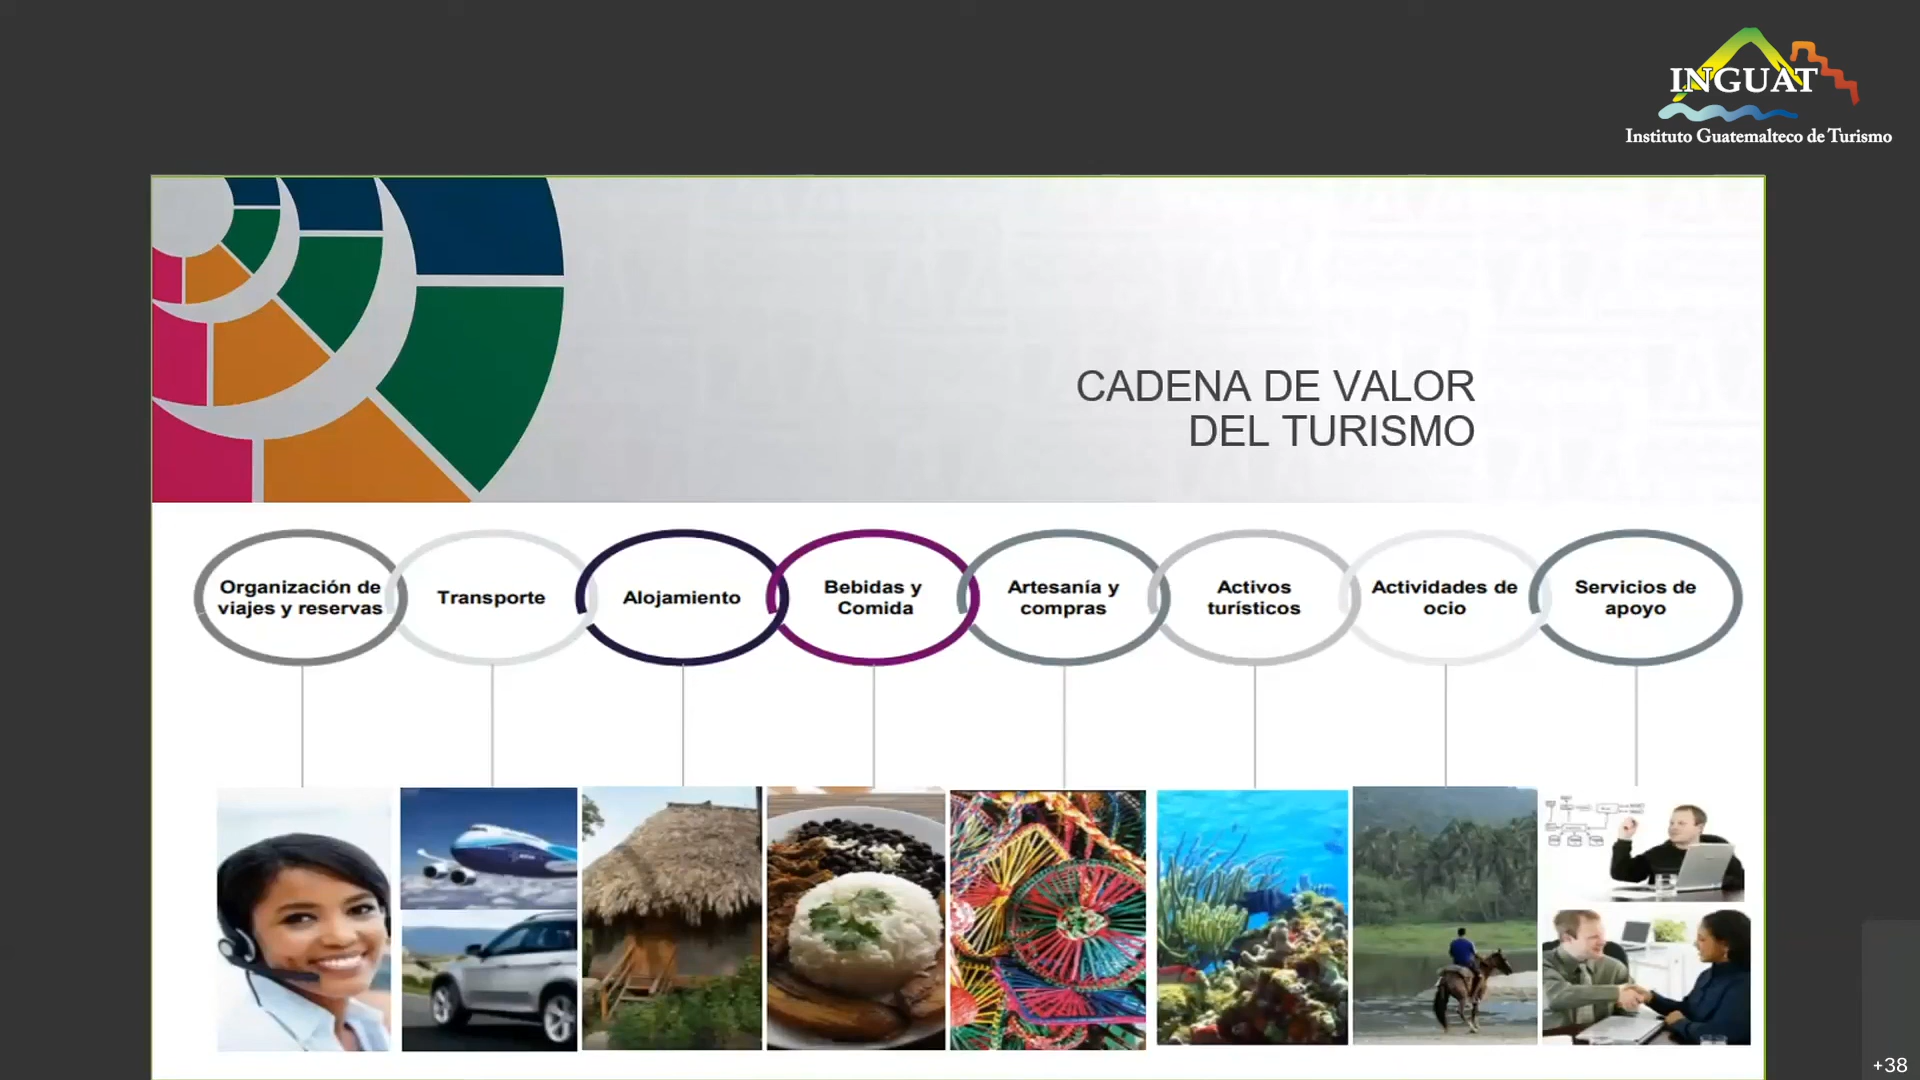 INGUAT
Instituto Guatemalteco de Turismo
CADENA DE VALOR
DEL TURISMO
Organización de
viajes y reservas
Transporte
Alojamiento
Bebidas y
Comida
Artesanía y
compras
Activos
turísticos
Actividades de
ocio
Servicios de
apoyo
+38